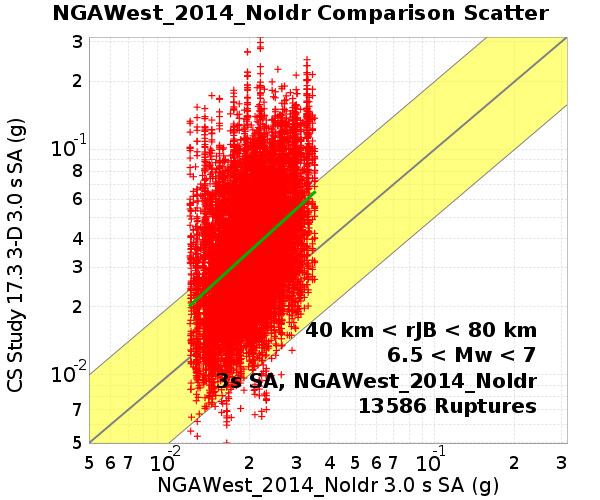 NGAWest_2014_NoIdr Comparison Scatter
CS Study 17.3 3-D 3.0 s SA (g)
3
2
10-1
8
6
4
3
2
10-2
7
5
40 km < rJB < 80 km
6.5 < Mw < 7
3s SA, NGAWest_2014_NoIdr
13586 Ruptures
5 6 7 10-2 2 3 4 5 6 7 10-1 2 3
NGAWest_2014_NoIdr 3.0 s SA (g)